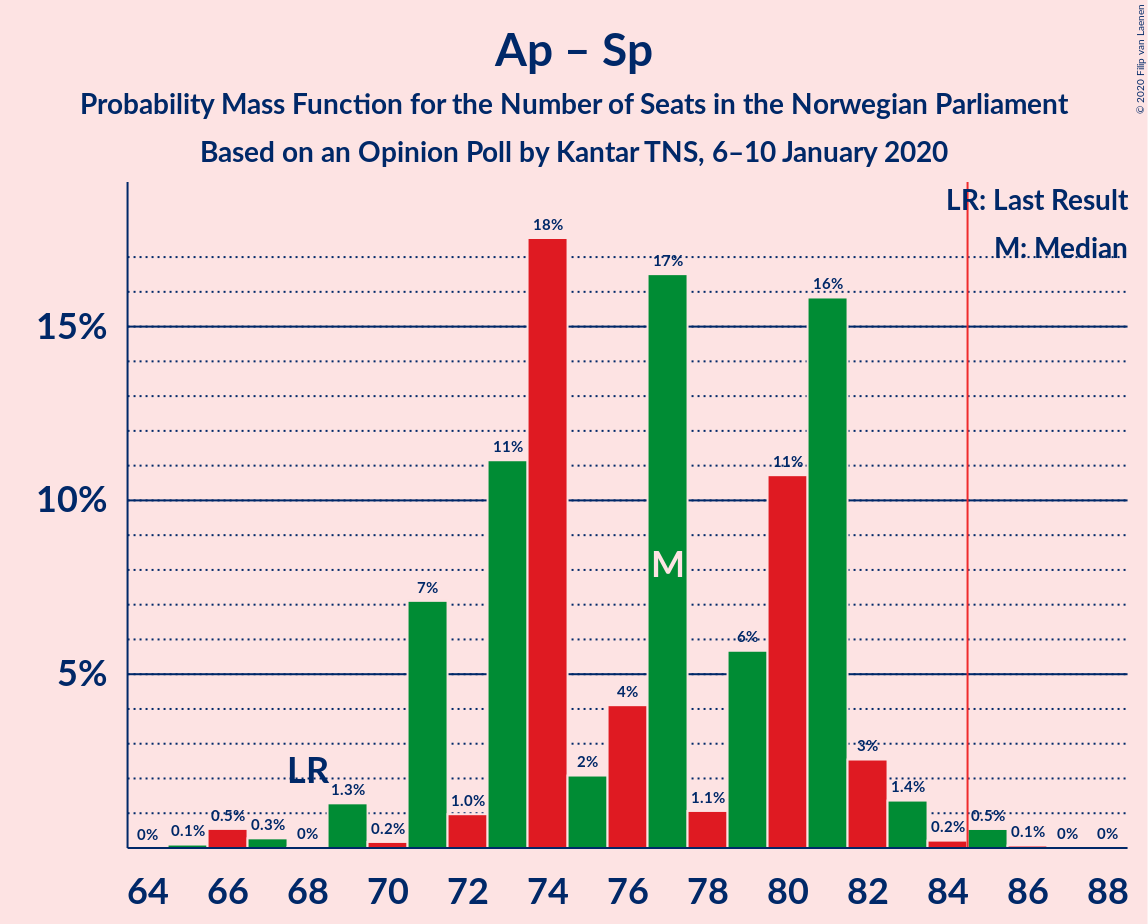 © 2020 Filip van Laenen
Ap – Sp
Probability Mass Function for the Number of Seats in the Norwegian Parliament
Based on an Opinion Poll by Kantar TNS, 6–10 January 2020
LR: Last Result
M: Median
15%
10%
5%
0% 0.1% 0.5% 0.3% 0% 1.3% 0.2% 7% 1.0% 11% 18% 2% 4% 17% 1.1% 6% 11% 16% 3% 1.4% 0.2% 0.5% 0.1% 0% 0%
LR
M
64 66 68 70 72 74 76 78 80 82 84 86 88